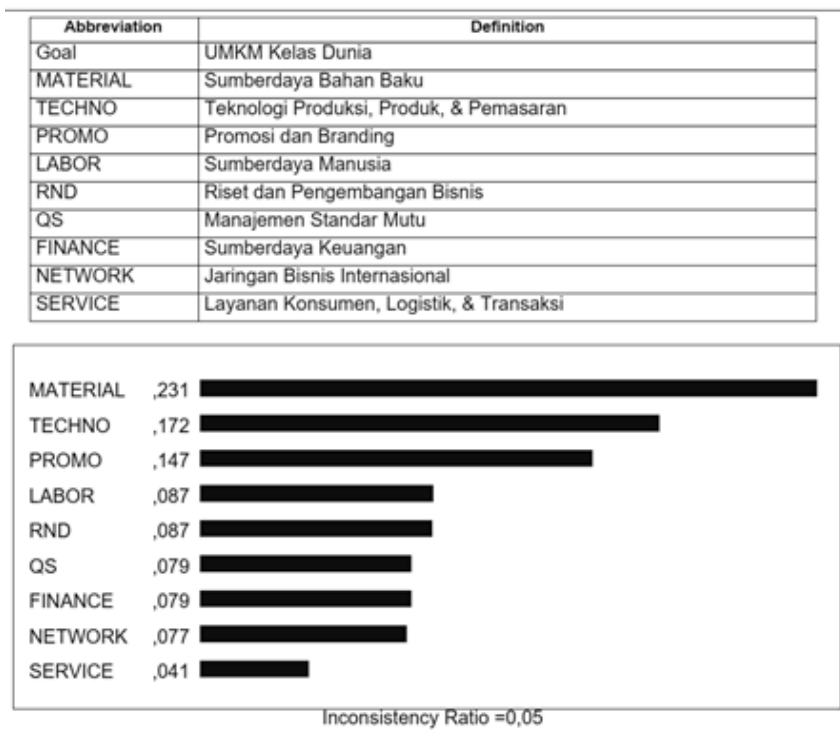 Abbreviation Definition
Goal UMKM Kelas Dunia
MATERIAL Sumberdaya Bahan Baku
TECHNO Teknologi Produksi, Produk, & Pemasaran
PROMO Promosi dan Branding
LABOR Sumberdaya Manusia
RND Riset dan Pengembangan Bisnis
QS Manajemen Standar Mutu
FINANCE Sumberdaya Keuangan
NETWORK Jaringan Bisnis Internasional
SERVICE Layanan Konsumen, Logistik, & Transaksi
MATERIAL ,231
TECHNO ,172
PROMO ,147
LABOR ,087
RND ,087
QS ,079
FINANCE ,079
NETWORK ,077
SERVICE ,041
Inconsistency Ratio =0,05